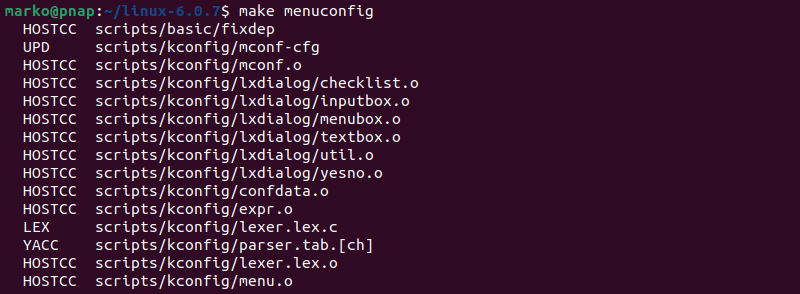 marko@pnap:~/linux-6.0.7$ make menuconfig
HOSTCC scripts/basic/fixdep
UPD scripts/kconfig/mconf-cfg
HOSTCC scripts/kconfig/mconf.o
HOSTCC scripts/kconfig/lxdialog/checklist.o
HOSTCC scripts/kconfig/lxdialog/inputbox.o
HOSTCC scripts/kconfig/lxdialog/menubox.o
HOSTCC scripts/kconfig/lxdialog/textbox.o
HOSTCC scripts/kconfig/lxdialog/util.o
HOSTCC scripts/kconfig/lxdialog/yesno.o
HOSTCC scripts/kconfig/confdata.o
HOSTCC scripts/kconfig/expr.o
LEX scripts/kconfig/lexer.lex.c
YACC scripts/kconfig/parser.tab.[ch]
HOSTCC scripts/kconfig/lexer.lex.o
HOSTCC scripts/kconfig/menu.o